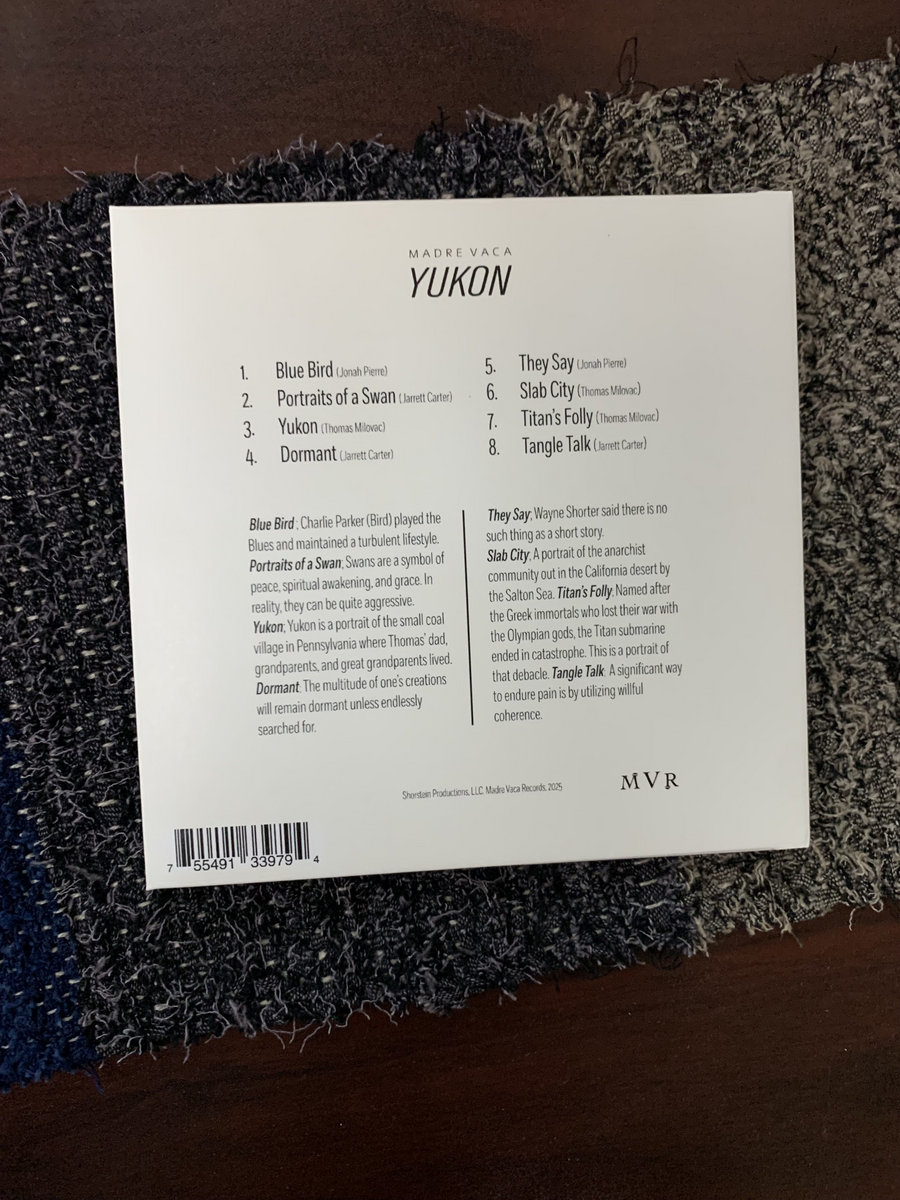 MADRE VACA
YUKON
1. Blue Bird (Jonah Pierre)
2. Portraits of a Swan (Jarrett Carter)
3. Yukon (Thomas Milovac)
4. Dormant (Jarrett Carter)
5. They Say (Jonah Pierre)
6. Slab City (Thomas Milovac)
7. Titan's Folly (Thomas Milovac)
8. Tangle Talk (Jarrett Carter)
Blue Bird ; Charlie Parker (Bird) played the
Blues and maintained a turbulent lifestyle.
Portraits of a Swan; Swans are a symbol of
peace, spiritual awakening, and grace. In
reality, they can be quite aggressive.
Yukon; Yukon is a portrait of the small coal
village in Pennsylvania where Thomas' dad,
grandparents, and great grandparents lived.
Dormant; The multitude of one's creations
will remain dormant unless endlessly
searched for.
They Say; Wayne Shorter said there is no
such thing as a short story.
Slab City; A portrait of the anarchist
community out in the California desert by
the Salton Sea. Titan's Folly; Named after
the Greek immortals who lost their war with
the Olympian gods, the Titan submarine
ended in catastrophe. This is a portrait of
that debacle. Tangle Talk; A significant way
to endure pain is by utilizing willful
coherence.
Shorstein Productions, LLC. Madre Vaca Records, 2025
MVR
7 55491 33979 4